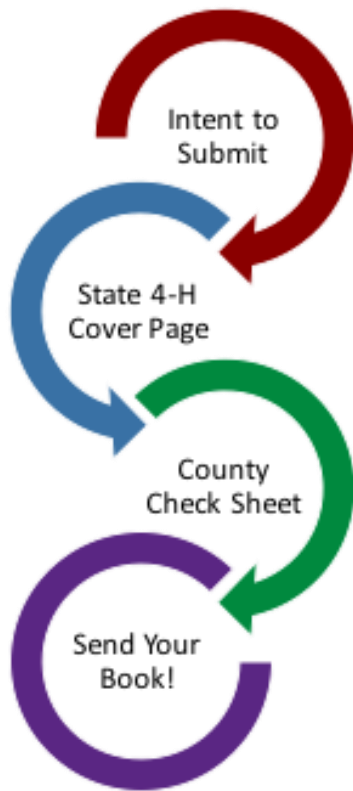 Intent to
Submit
State 4-H
Cover Page
County
Check Sheet
Send Your
Book!